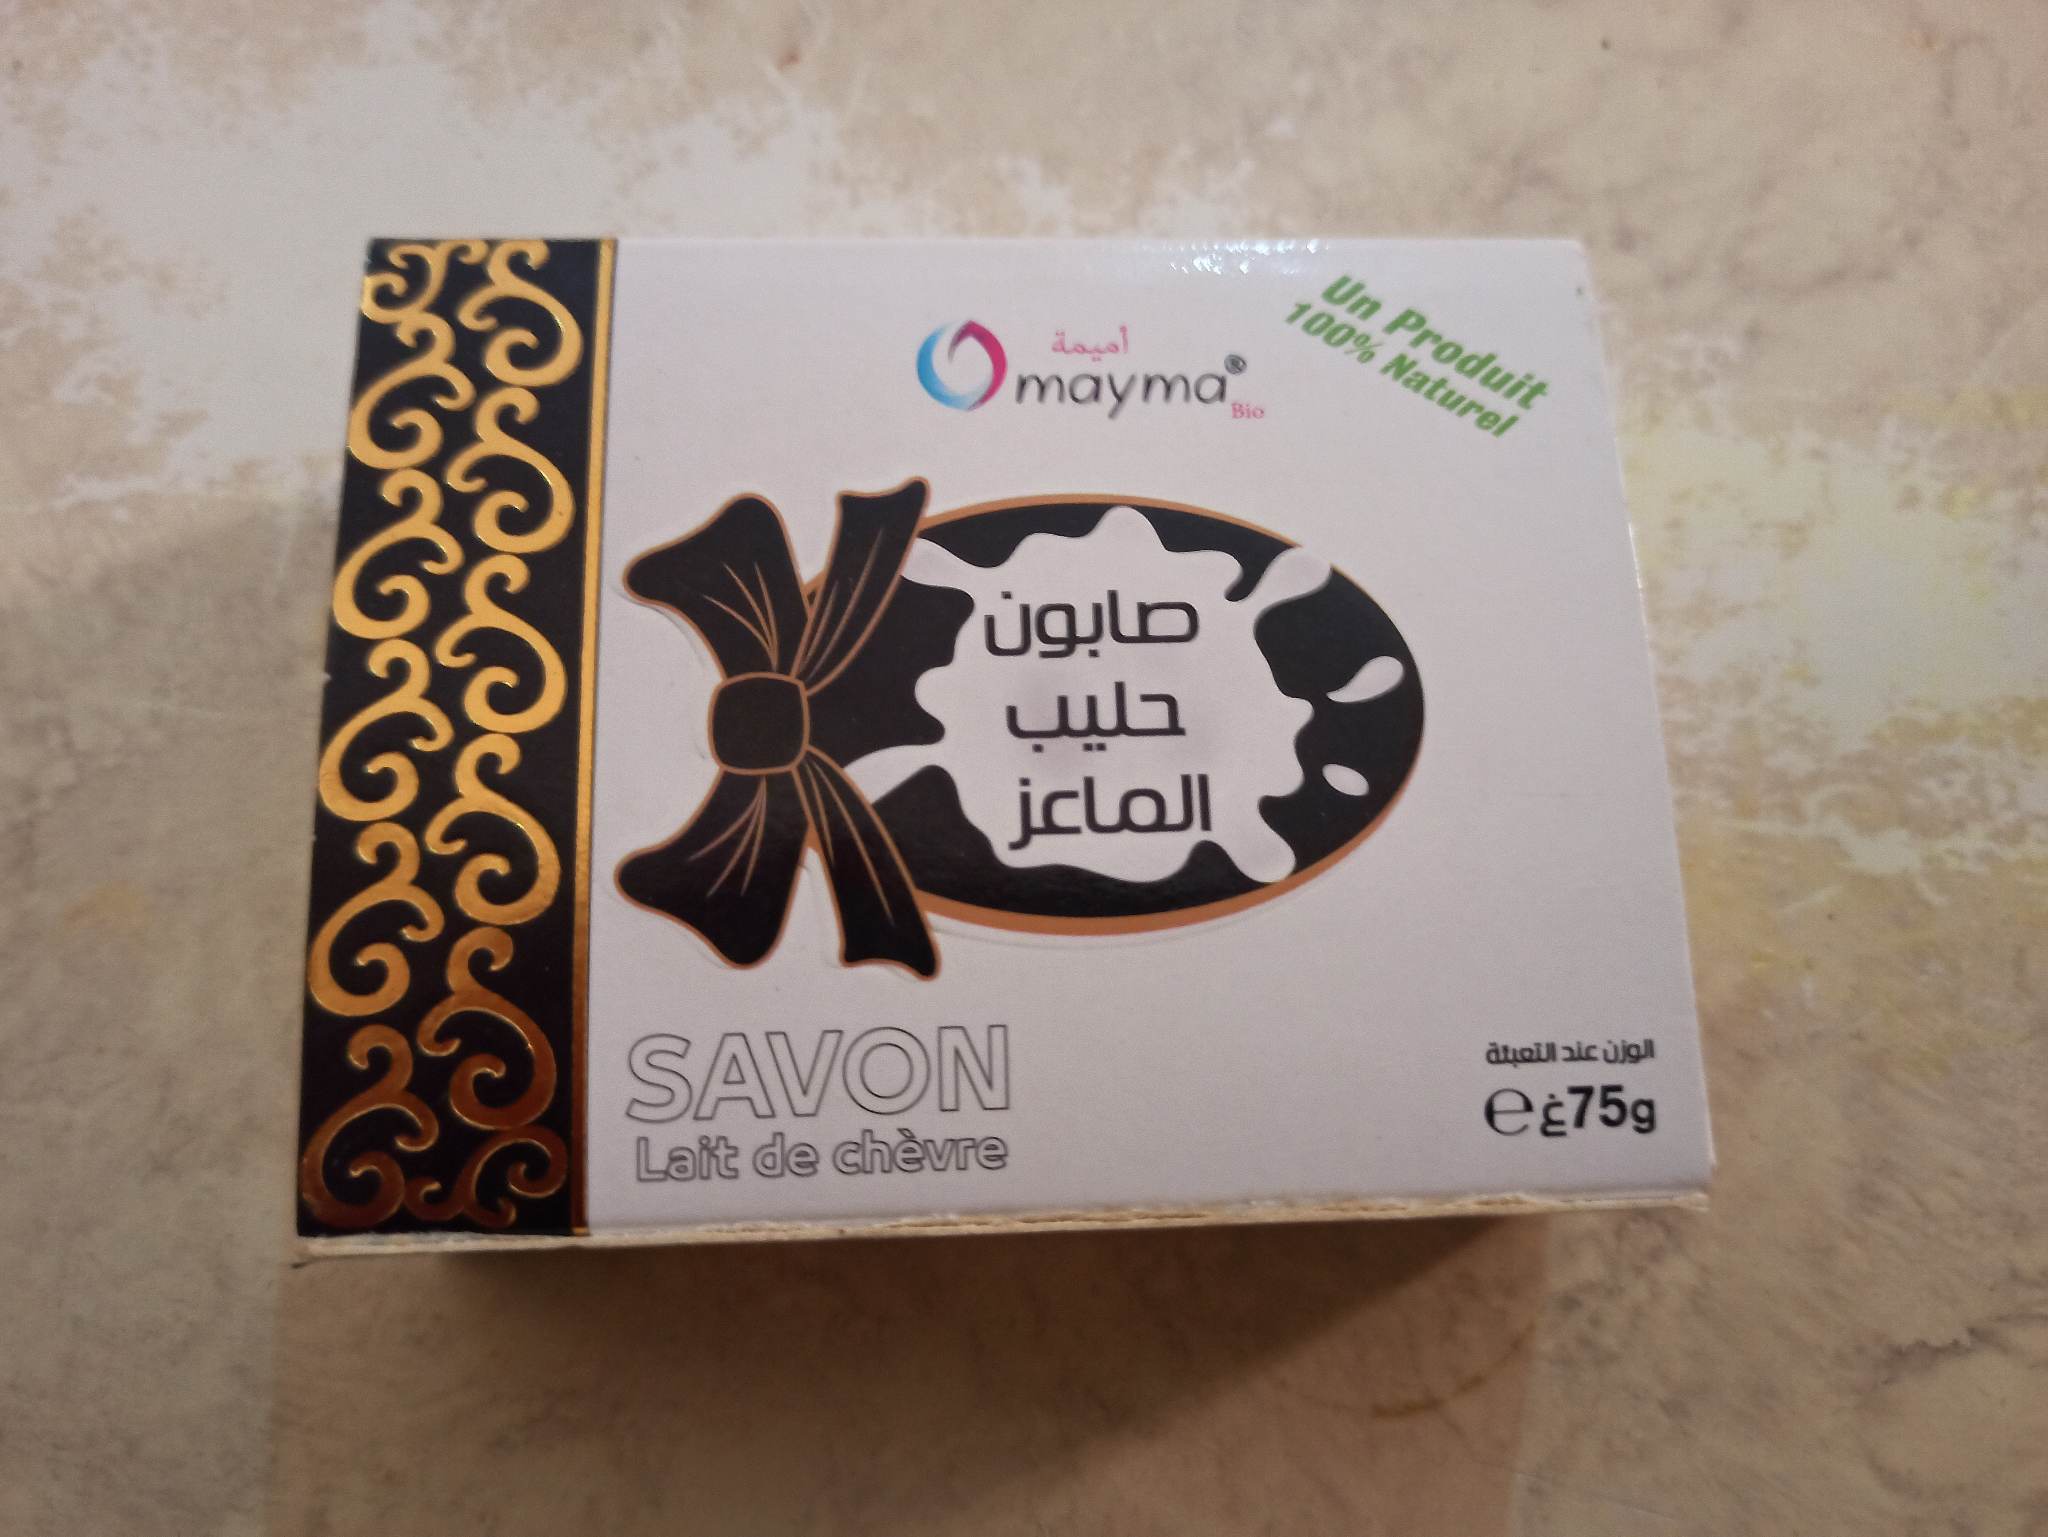 أميمة
Omayma®
Bio
Un Produit
100% Naturel
صابون
حليب
الماعز
SAVON
Lait de chèvre
الوزن عند التعبئة
℮ غ75g